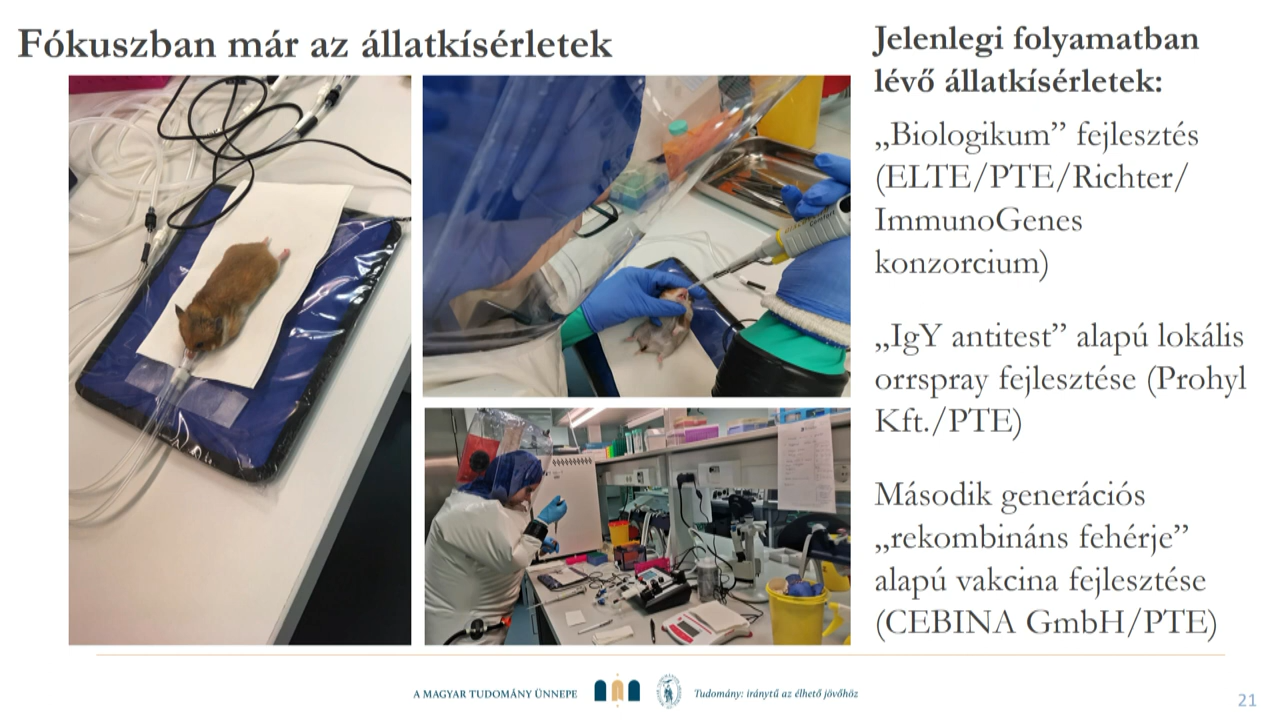 Fókuszban már az állatkísérletek
Jelenlegi folyamatban
lévő állatkísérletek:
„Biologikum” fejlesztés
(ELTE/PTE/Richter/
ImmunoGenes
konzorcium)
„IgY antitest” alapú lokális
orrspray fejlesztése (Prohyl
Kft./PTE)
Második generációs
„rekombináns fehérje”
alapú vakcina fejlesztése
(CEBINA GmbH/PTE)
A MAGYAR TUDOMÁNY ÜNNEPE
Tudomány: iránytű az élhető jövőhöz
21